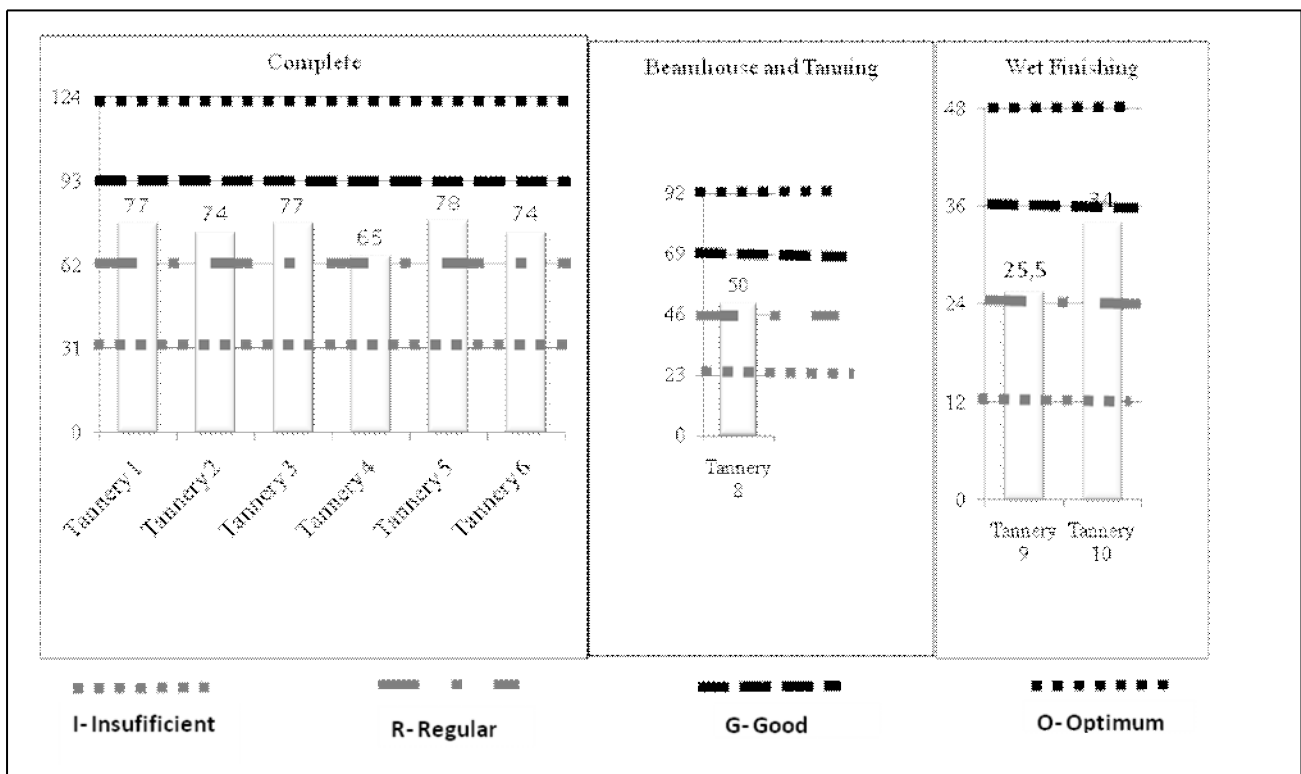 Complete
124
93
62
31
0
77
74
77
65
78
74
Tannery 1
Tannery 2
Tannery 3
Tannery 4
Tannery 5
Tannery 6
Beamhouse and Tanning
92
69
46
23
0
50
Tannery
8
Wet Finishing
48
36
24
12
0
25,5
34
Tannery
9
Tannery
10
I- Insufificient
R- Regular
G- Good
O- Optimum